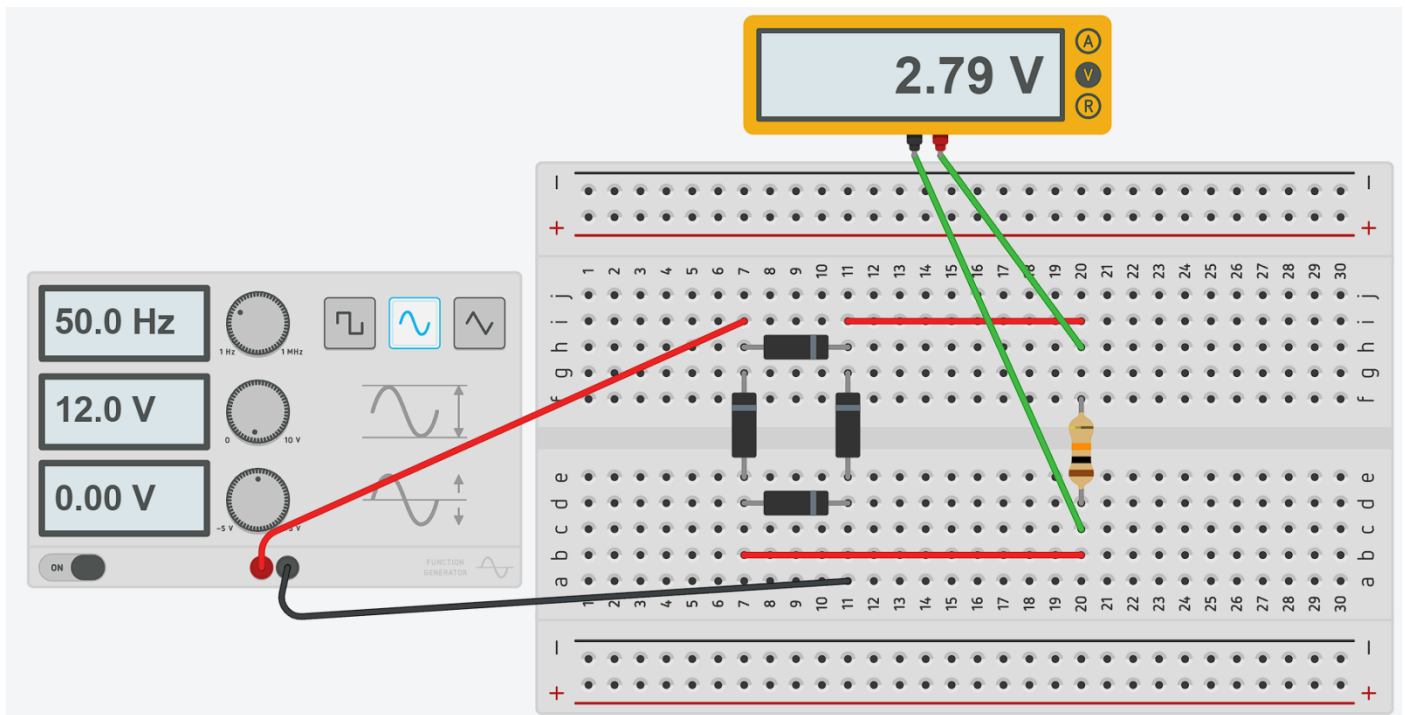 2.79 V
A
V
R
50.0 Hz
1 Hz
1 MHz
12.0 V
0
10 V
0.00 V
-5 V
5 V
ON
FUNCTION
GENERATOR
+ +
1 2 3 4 5 6 7 8 9 10 11 12 13 14 15 16 17 18 19 20 21 22 23 24 25 26 27 28 29 30
j j
i i
h h
g g
f f
e e
d d
c c
b b
a a
1 2 3 4 5 6 7 8 9 10 11 12 13 14 15 16 17 18 19 20 21 22 23 24 25 26 27 28 29 30
+ +